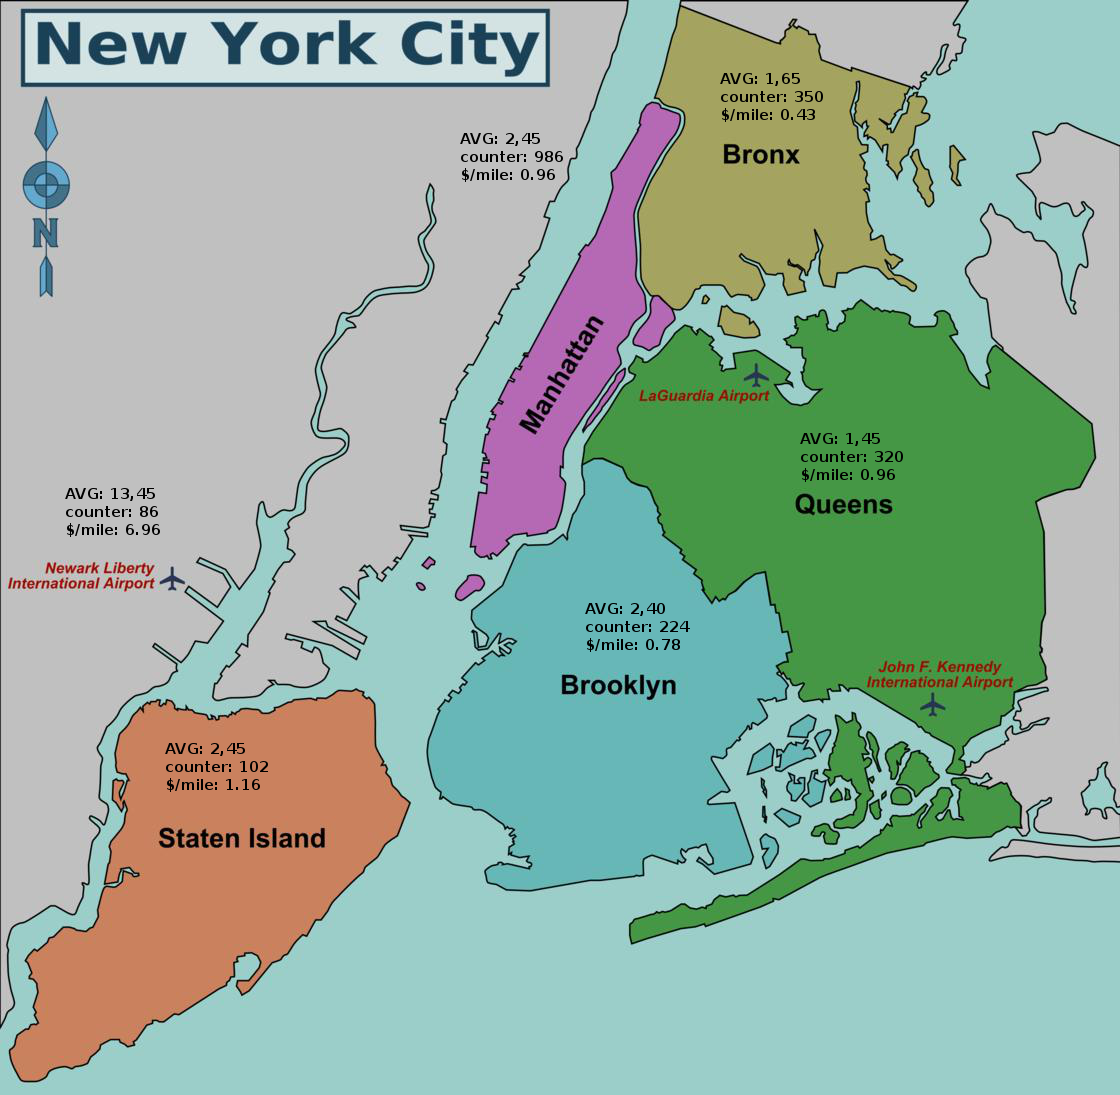 New York City
N
AVG: 1,65
counter: 350
$/mile: 0.43
Bronx
AVG: 2,45
counter: 986
$/mile: 0.96
Manhattan
LaGuardia Airport
AVG: 1,45
counter: 320
$/mile: 0.96
Queens
AVG: 13,45
counter: 86
$/mile: 6.96
Newark Liberty
International Airport
AVG: 2,40
counter: 224
$/mile: 0.78
Brooklyn
John F. Kennedy
International Airport
AVG: 2,45
counter: 102
$/mile: 1.16
Staten Island